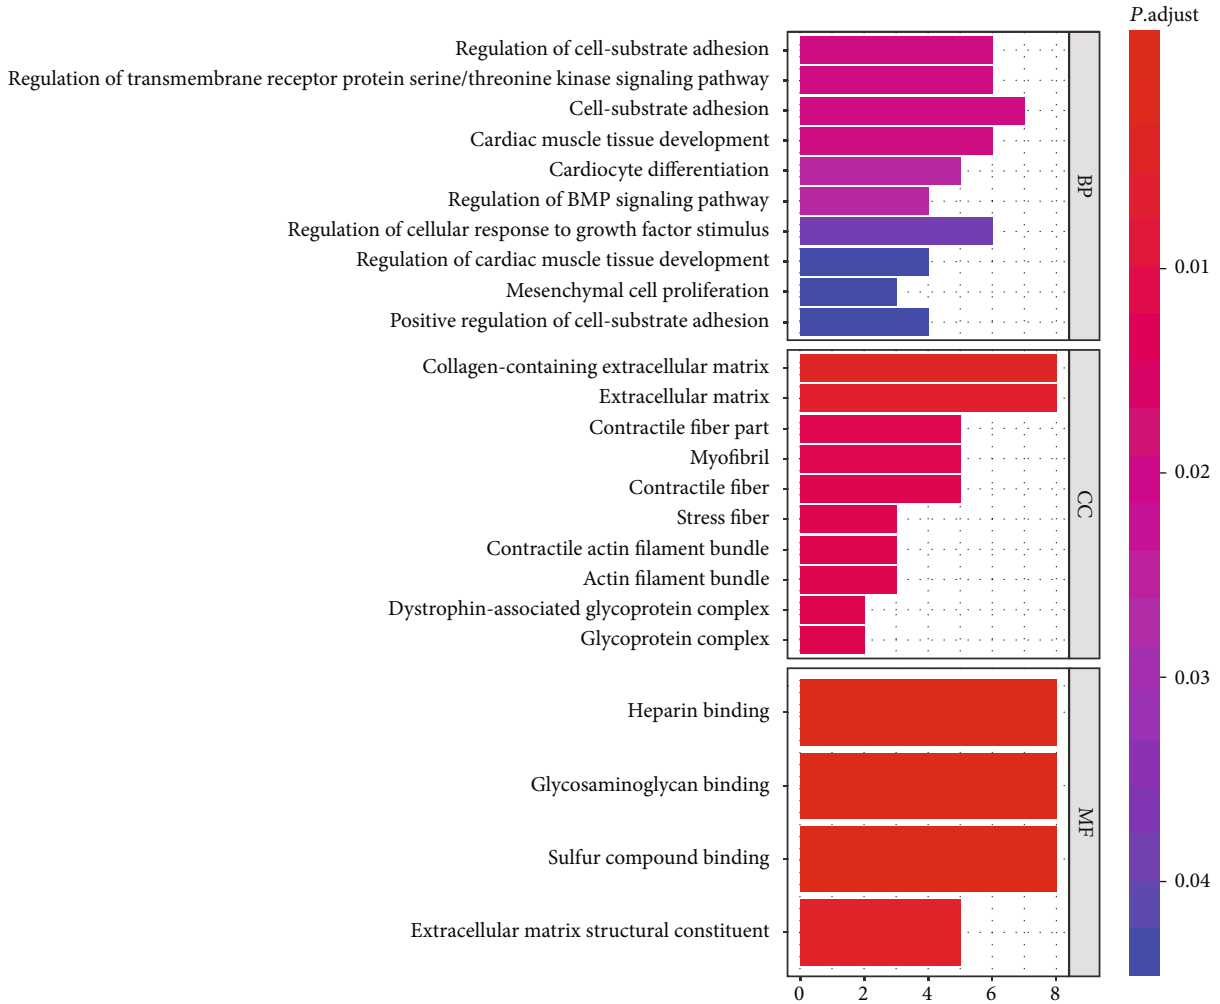 P.adjust
Regulation of cell-substrate adhesion
Regulation of transmembrane receptor protein serine/threonine kinase signaling pathway
Cell-substrate adhesion
Cardiac muscle tissue development
Cardiocyte differentiation
Regulation of BMP signaling pathway
Regulation of cellular response to growth factor stimulus
Regulation of cardiac muscle tissue development
Mesenchymal cell proliferation
Positive regulation of cell-substrate adhesion
BP
Collagen-containing extracellular matrix
Extracellular matrix
Contractile fiber part
Myofibril
Contractile fiber
Stress fiber
Contractile actin filament bundle
Actin filament bundle
Dystrophin-associated glycoprotein complex
Glycoprotein complex
CC
Heparin binding
Glycosaminoglycan binding
Sulfur compound binding
Extracellular matrix structural constituent
MF
0 2 4 6 8
0.01
0.02
0.03
0.04